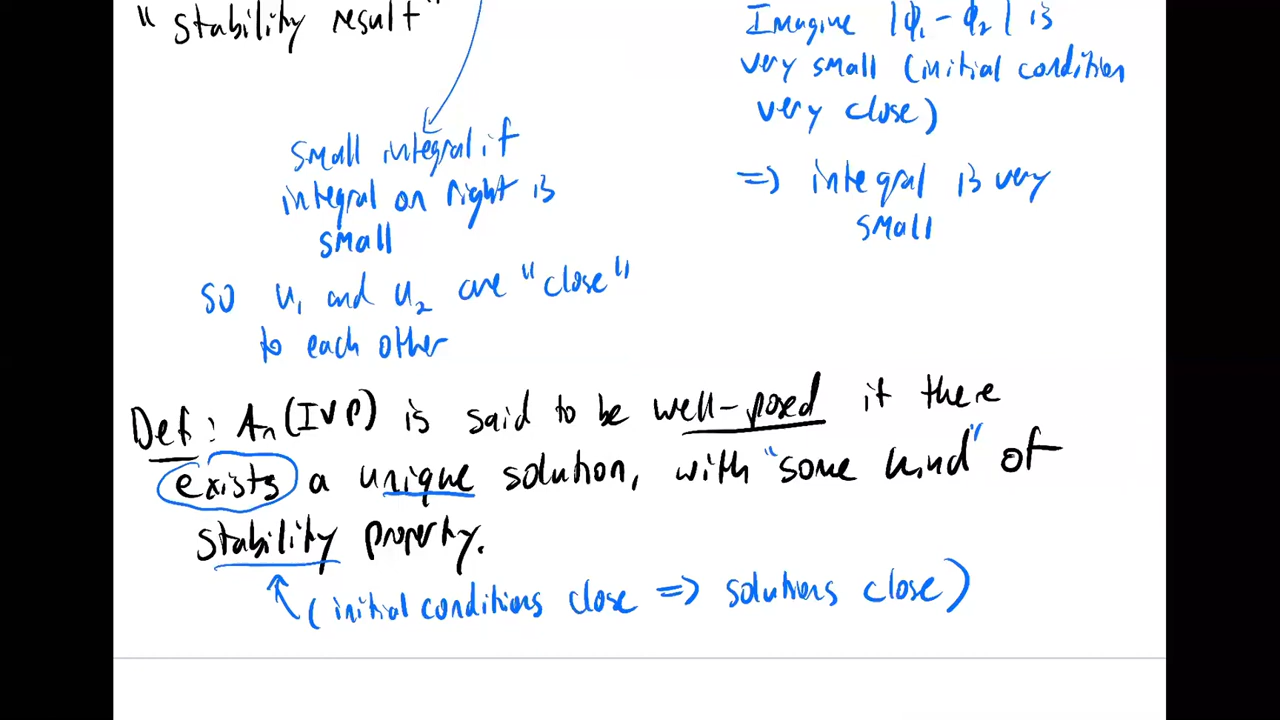 "stability result"
small integral if
integral on right is
small
so u₁ and u₂ are "close"
to each other
Imagine |ϕ₁ - ϕ₂| is
very small (initial condition
very close)
=> integral is very
small
Def: An (IVP) is said to be well-posed if there
exists a unique solution, with "some kind" of
stability property.
(initial conditions close => solutions close)